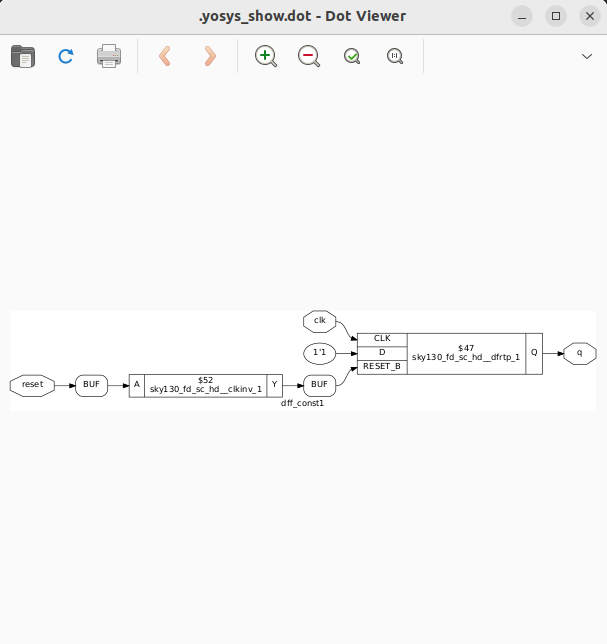 .yosys_show.dot - Dot Viewer
clk
1'1
reset
BUF
A
$52
sky130_fd_sc_hd__clkinv_1
Y
BUF
CLK
D
RESET_B
$47
sky130_fd_sc_hd__dfrtp_1
Q
q
dff_const1